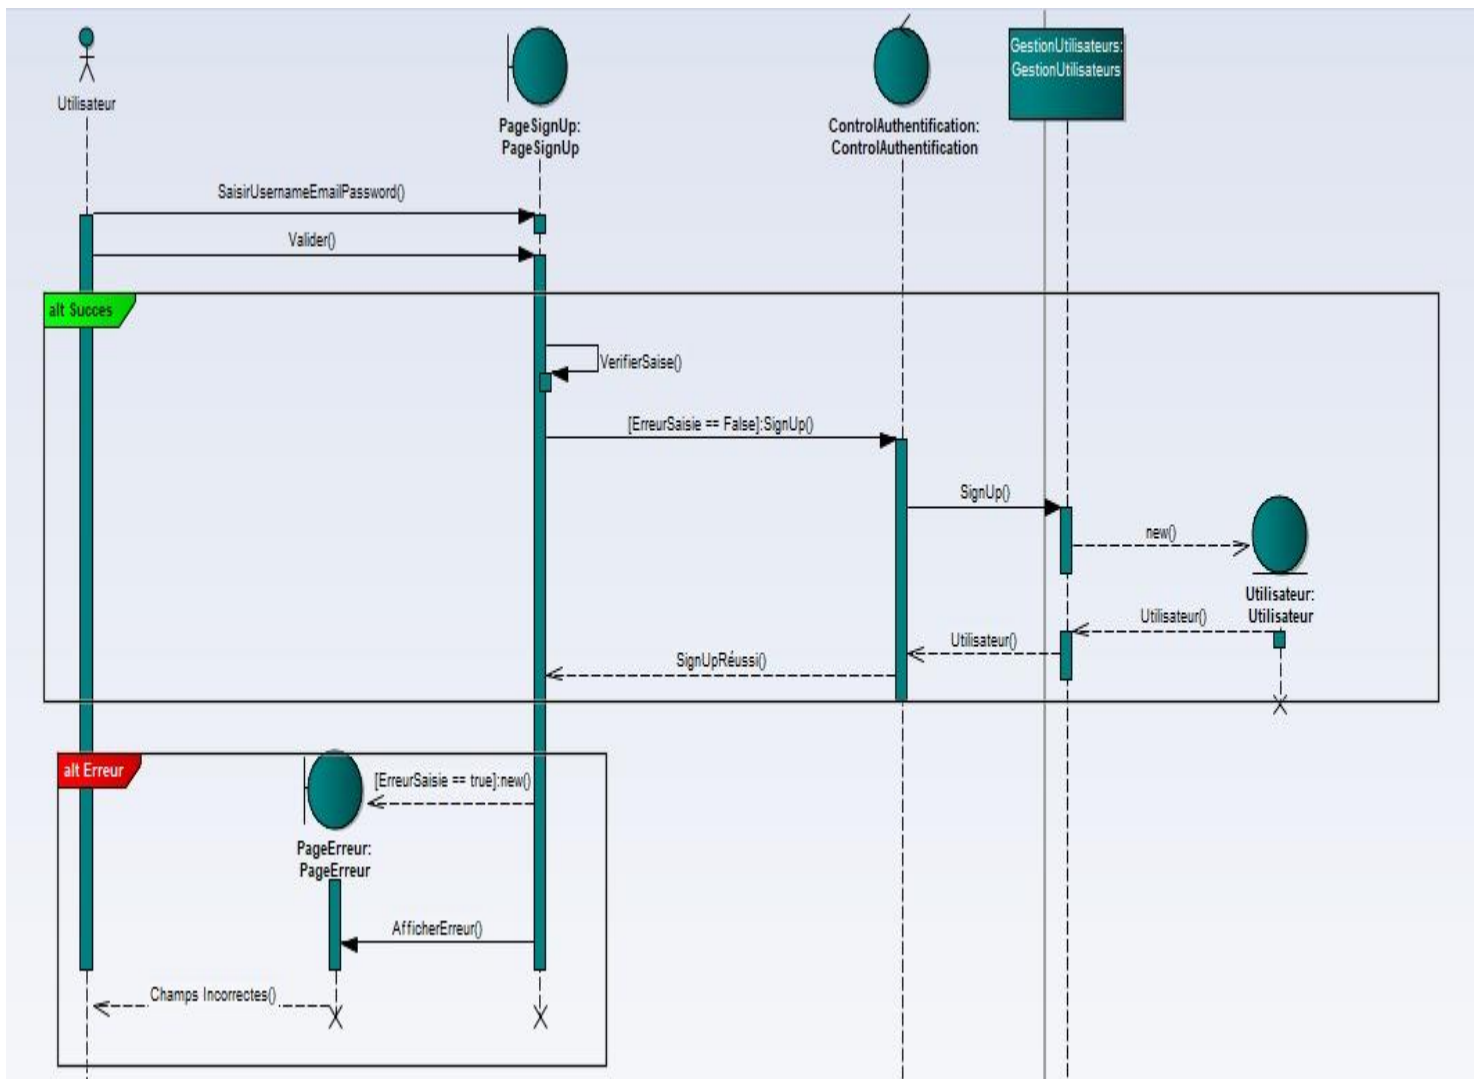 GestionUtilisateurs:
GestionUtilisateurs
Utilisateur
PageSignUp:
PageSignUp
ControlAuthentification:
ControlAuthentification
SaisirUsernameEmailPassword()
Valider()
alt Succes
VerifierSaise()
[ErreurSaisie == False]:SignUp()
SignUp()
new()
Utilisateur:
Utilisateur
Utilisateur()
Utilisateur()
SignUpRéussi()
alt Erreur
[ErreurSaisie == true]:new()
PageErreur:
PageErreur
AfficherErreur()
Champs Incorrectes()